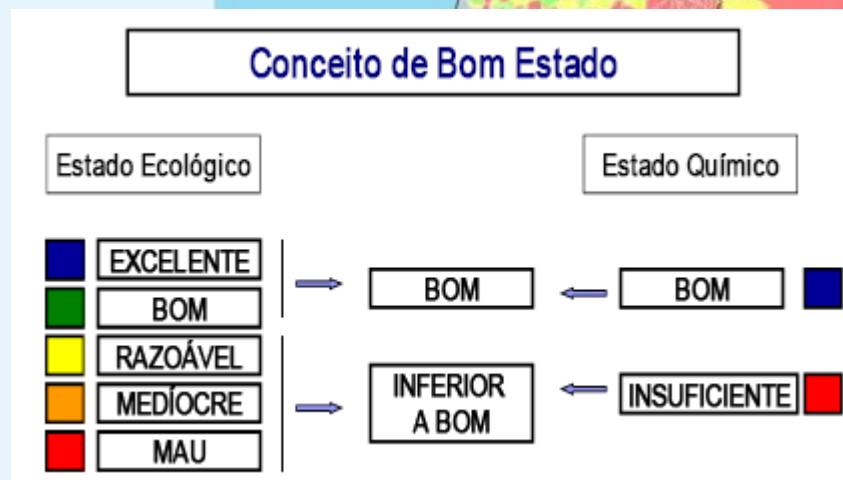 Conceito de Bom Estado
Estado Ecológico
Estado Químico
EXCELENTE
BOM
RAZOÁVEL
MEDÍOCRE
MAU
BOM
INFERIOR
A BOM
BOM
INSUFICIENTE